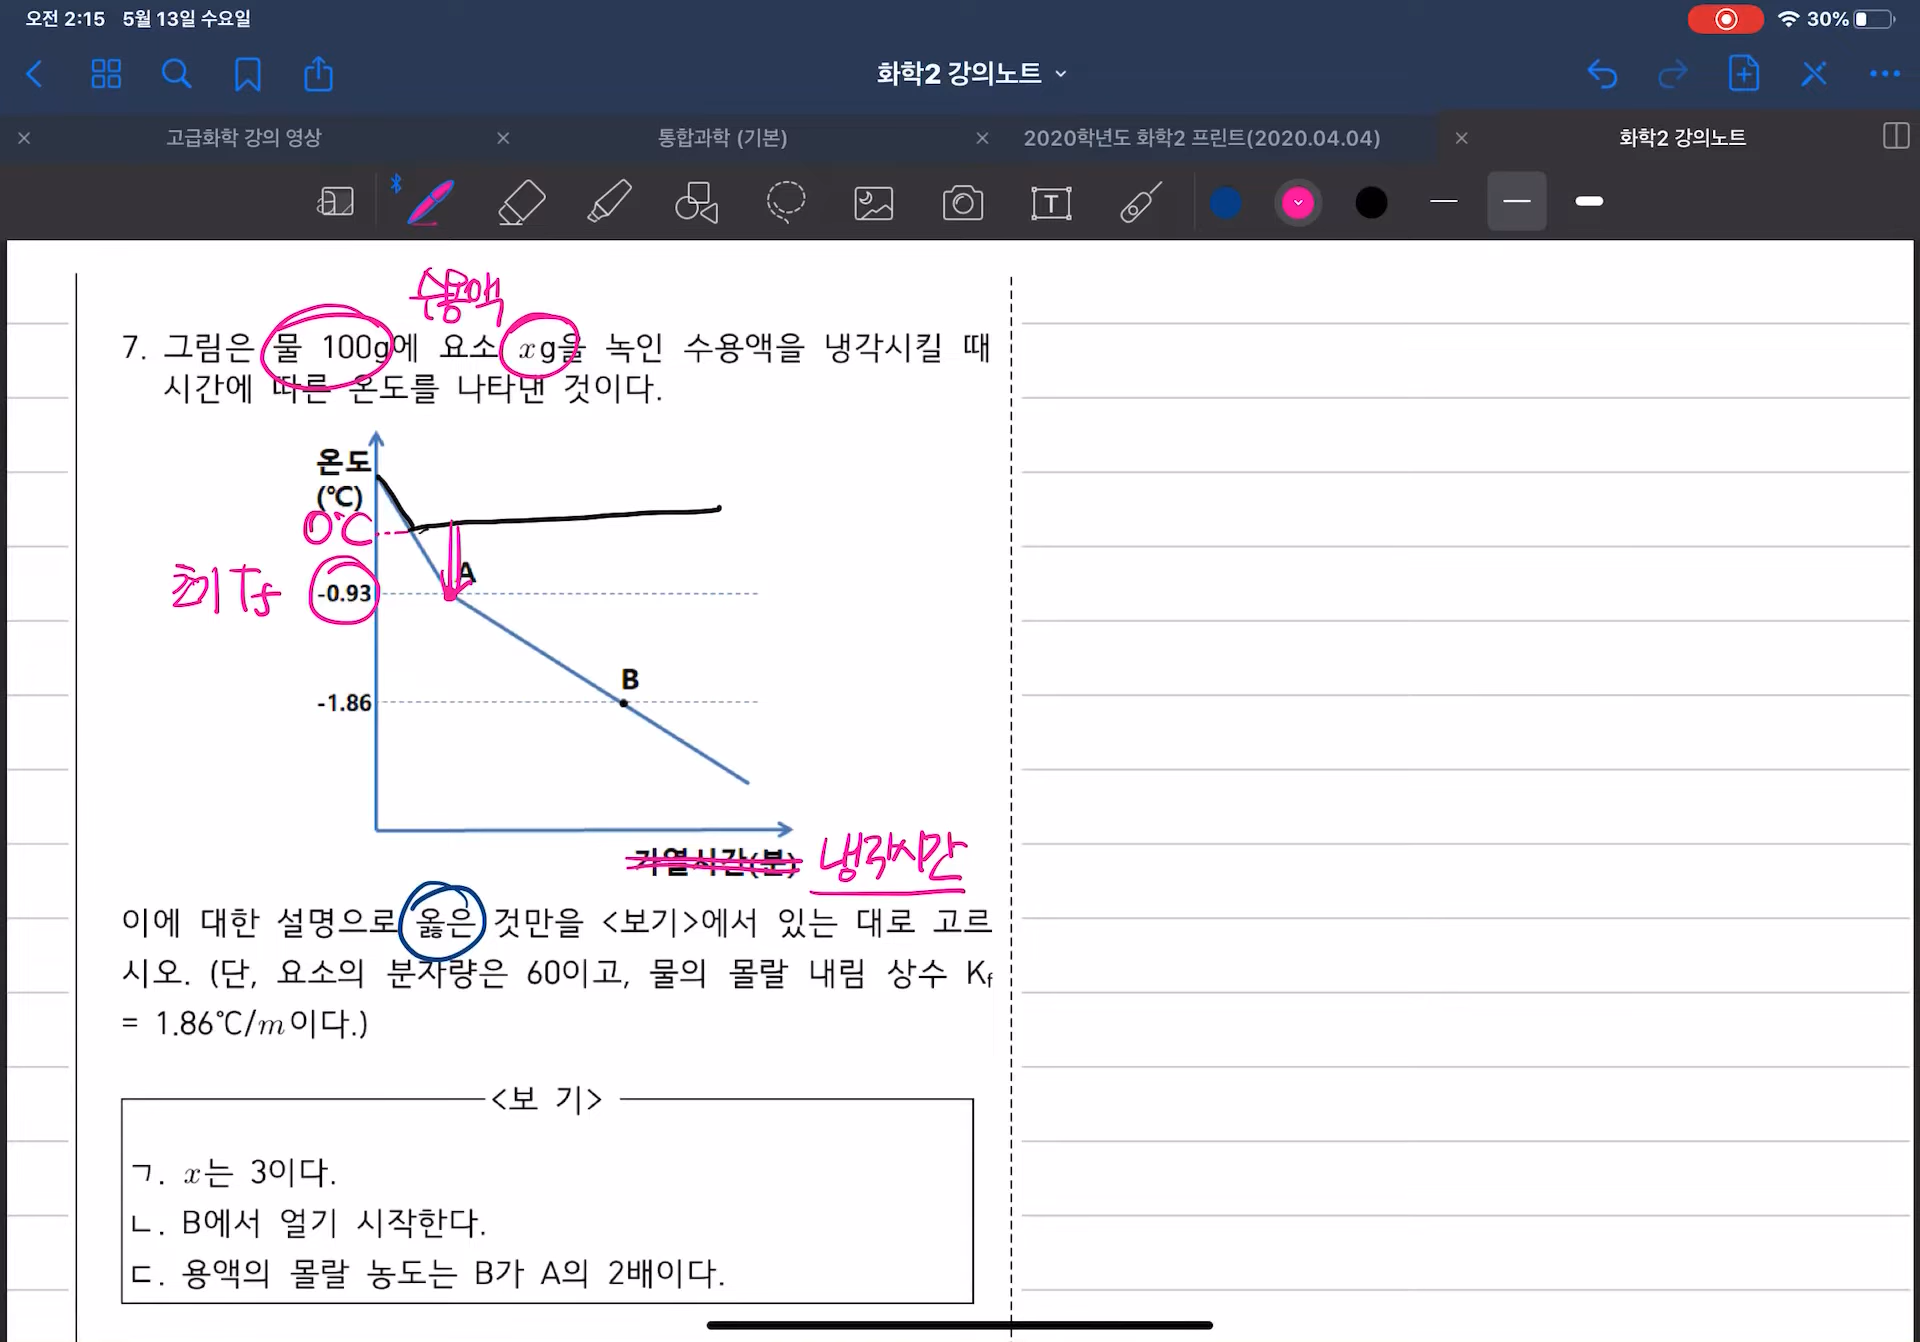 오전 2:15 5월 13일 수요일
30%
화학2 강의노트
고급화학 강의 영상
통합과학 (기본)
2020학년도 화학2 프린트(2020.04.04)
화학2 강의노트
수용액
7. 그림은 물 100g에 요소 xg을 녹인 수용액을 냉각시킬 때
시간에 따른 온도를 나타낸 것이다.
온도
(℃)
0℃
A
최초 Tf -0.93
B
-1.86
가열시간(분) 냉각시간
이에 대한 설명으로 옳은 것만을 <보기>에서 있는 대로 고르
시오. (단, 요소의 분자량은 60이고, 물의 몰랄 내림 상수 Kf
= 1.86℃/m이다.)
<보 기>
ㄱ. x는 3이다.
ㄴ. B에서 얼기 시작한다.
ㄷ. 용액의 몰랄 농도는 B가 A의 2배이다.